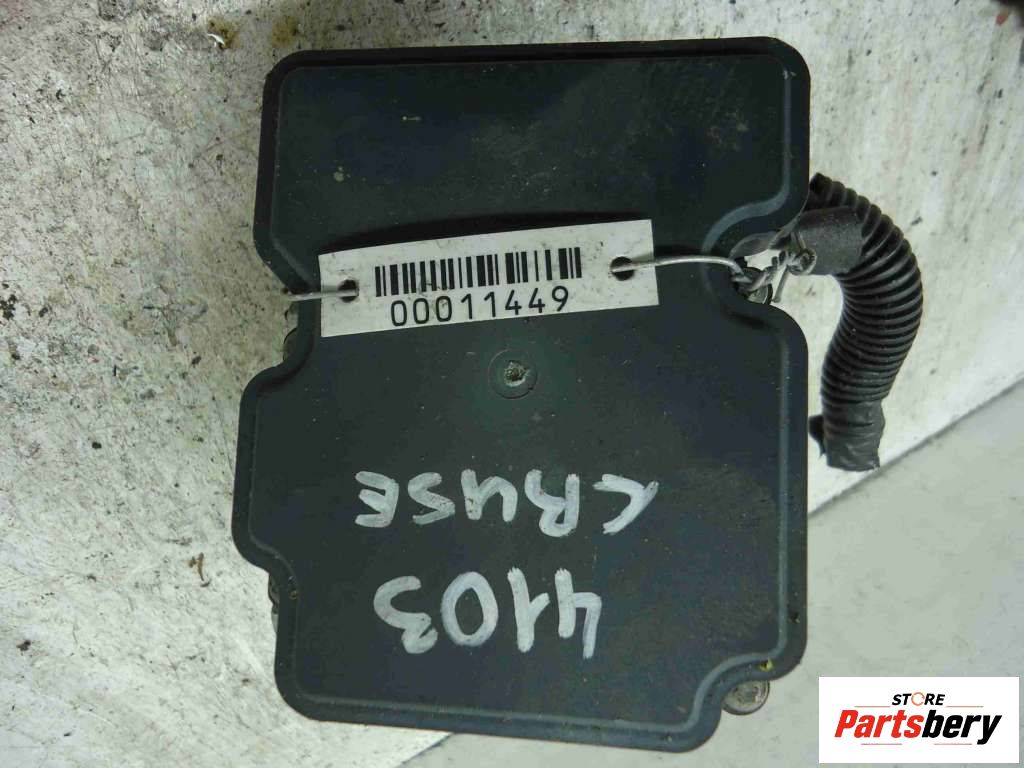 00011449
4103
CRUSE
STORE
Partsbery